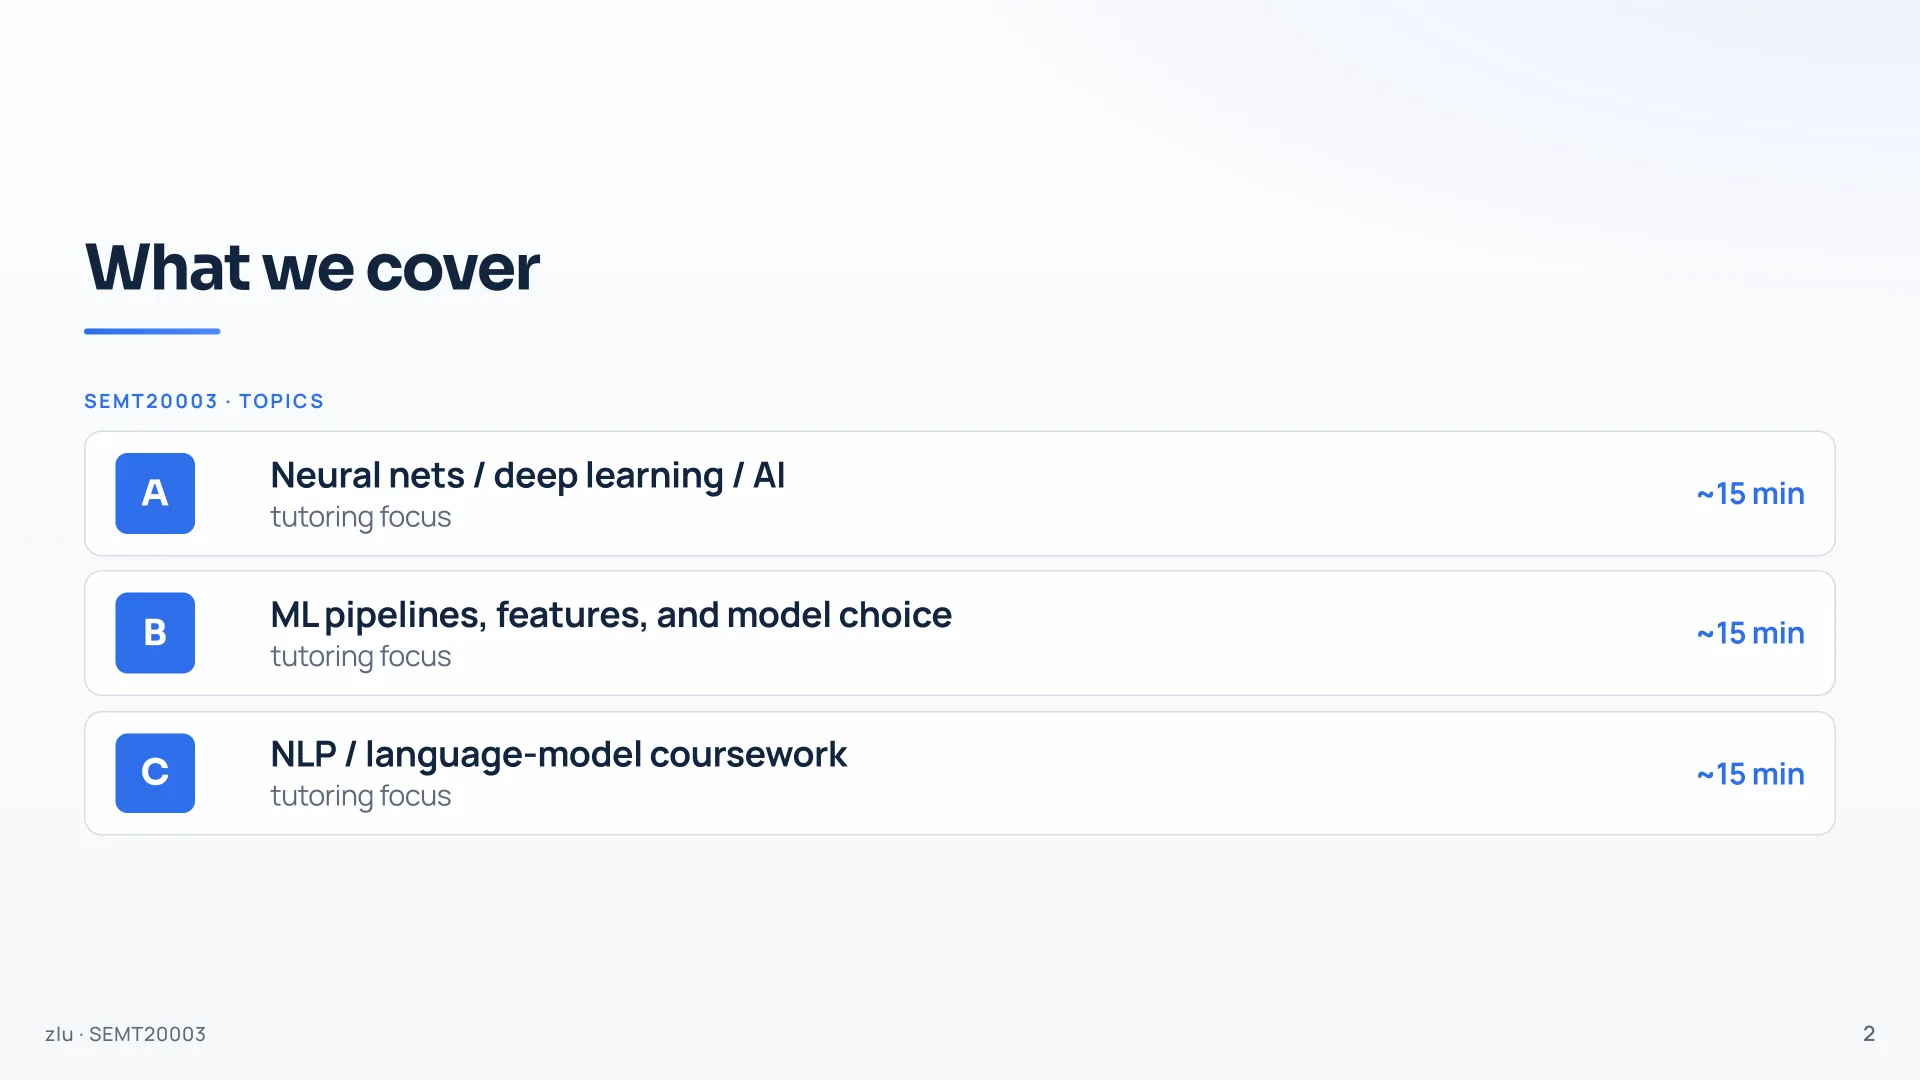 What we cover
SEMT20003 · TOPICS
A
Neural nets / deep learning / AI
tutoring focus
~15 min
B
ML pipelines, features, and model choice
tutoring focus
~15 min
C
NLP / language-model coursework
tutoring focus
~15 min
zlu · SEMT20003
2